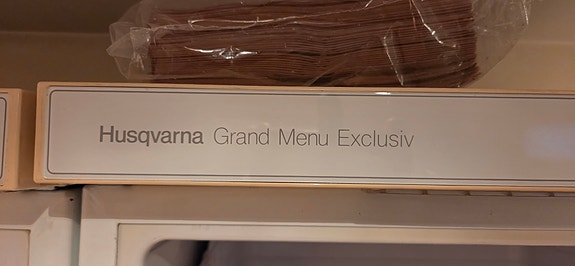 Husqvarna Grand Menu Exclusiv